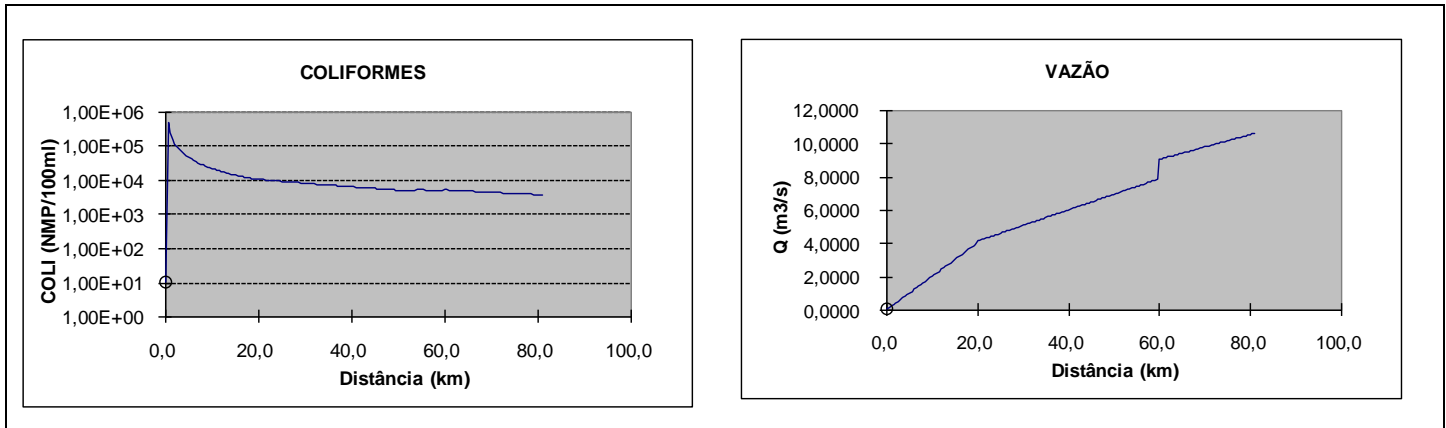 COLIFORMES
COLI (NMP/100ml)
1,00E+06
1,00E+05
1,00E+04
1,00E+03
1,00E+02
1,00E+01
1,00E+00
0,0 20,0 40,0 60,0 80,0 100,0
Distância (km)
VAZÃO
Q (m3/s)
12,0000
10,0000
8,0000
6,0000
4,0000
2,0000
0,0000
0,0 20,0 40,0 60,0 80,0 100,0
Distância (km)